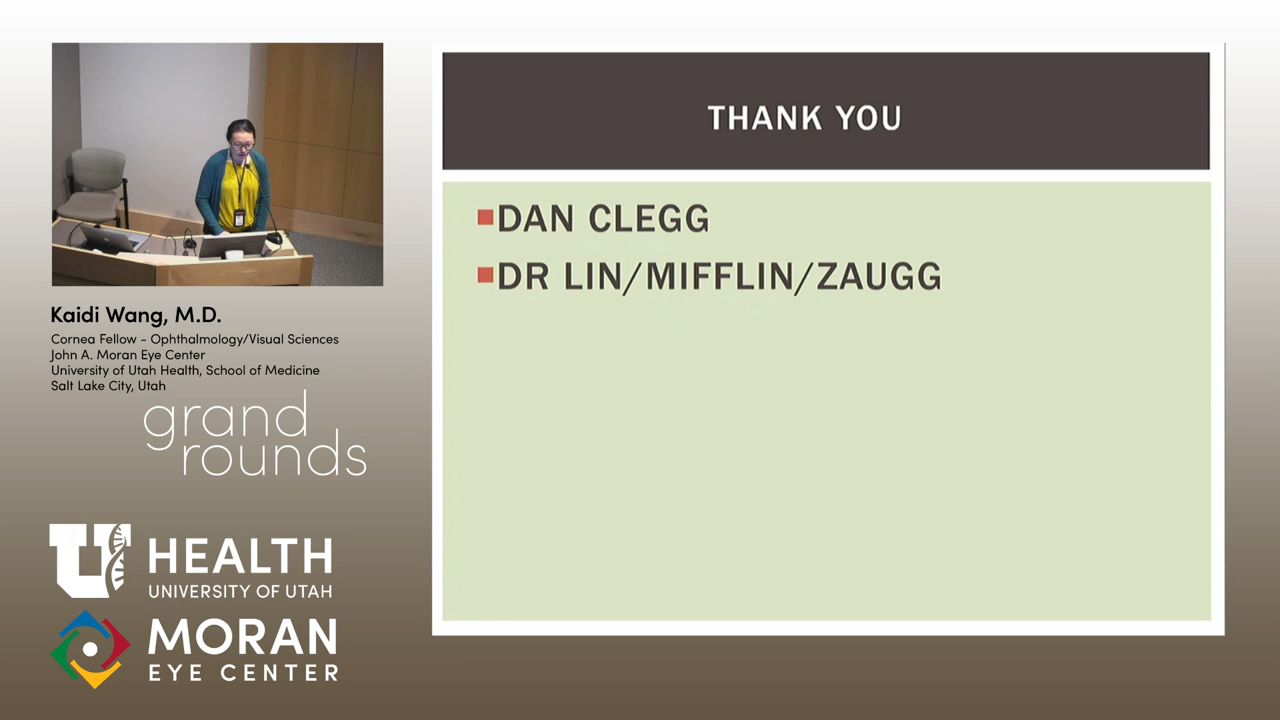 Kaidi Wang, M.D.
Cornea Fellow - Ophthalmology/Visual Sciences
John A. Moran Eye Center
University of Utah Health, School of Medicine
Salt Lake City, Utah
grand
rounds
U HEALTH
UNIVERSITY OF UTAH
MORAN
EYE CENTER
THANK YOU
DAN CLEGG
DR LIN/MIFFLIN/ZAUGG